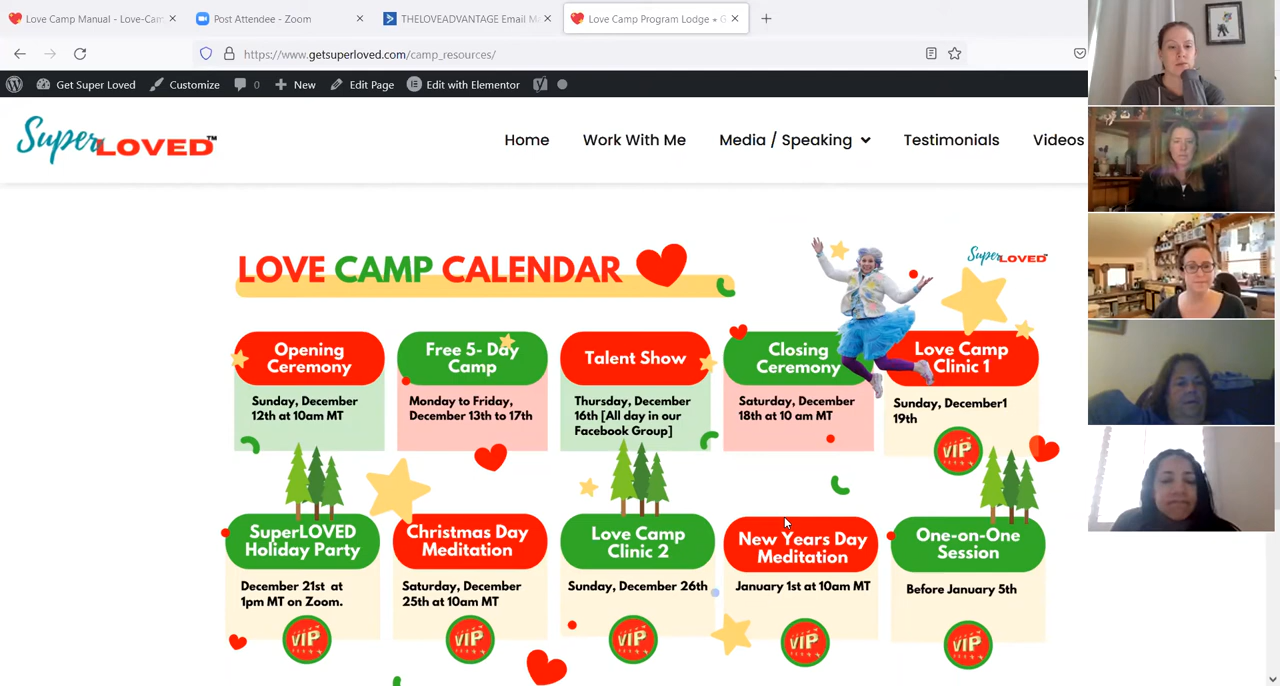 Love Camp Manual - Love-Cam
Post Attendee - Zoom
THELOVEADVANTAGE Email M
Love Camp Program Lodge • G
https://www.getsuperloved.com/camp_resources/
Get Super Loved
Customize
0
New
Edit Page
Edit with Elementor
Super LOVED™
Home
Work With Me
Media / Speaking
Testimonials
Videos
LOVE CAMP CALENDAR
Super LOVED
Opening
Ceremony
Sunday, December
12th at 10am MT
Free 5- Day
Camp
Monday to Friday,
December 13th to 17th
Talent Show
Thursday, December
16th [All day in our
Facebook Group]
Closing
Ceremony
Saturday, December
18th at 10 am MT
Love Camp
Clinic 1
Sunday, December1
19th
VIP
SuperLOVED
Holiday Party
December 21st at
1pm MT on Zoom.
VIP
Christmas Day
Meditation
Saturday, December
25th at 10am MT
VIP
Love Camp
Clinic 2
Sunday, December 26th
VIP
New Years Day
Meditation
January 1st at 10am MT
VIP
One-on-One
Session
Before January 5th
VIP